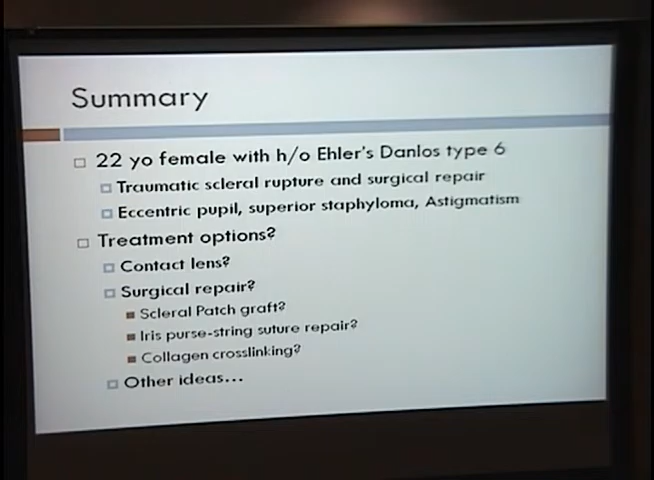 Summary
22 yo female with h/o Ehler's Danlos type 6
Traumatic scleral rupture and surgical repair
Eccentric pupil, superior staphyloma, Astigmatism
Treatment options?
Contact lens?
Surgical repair?
Scleral Patch graft?
Iris purse-string suture repair?
Collagen crosslinking?
Other ideas...